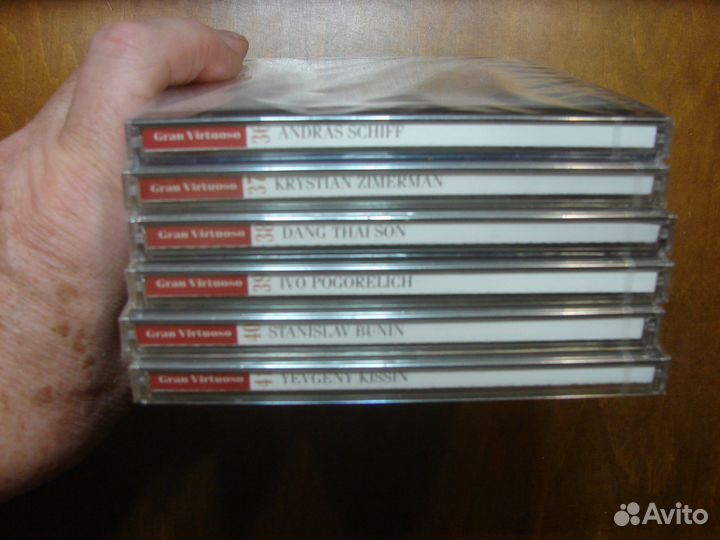 Gran Virtuoso 36 ANDRAS SCHIFF
Gran Virtuoso 37 KRYSTIAN ZIMERMAN
Gran Virtuoso 38 DANG THAI SON
Gran Virtuoso 39 IVO POGORELICH
Gran Virtuoso 40 STANISLAV BUNIN
Gran Virtuoso 4 YEVGENY KISSIN
Avito